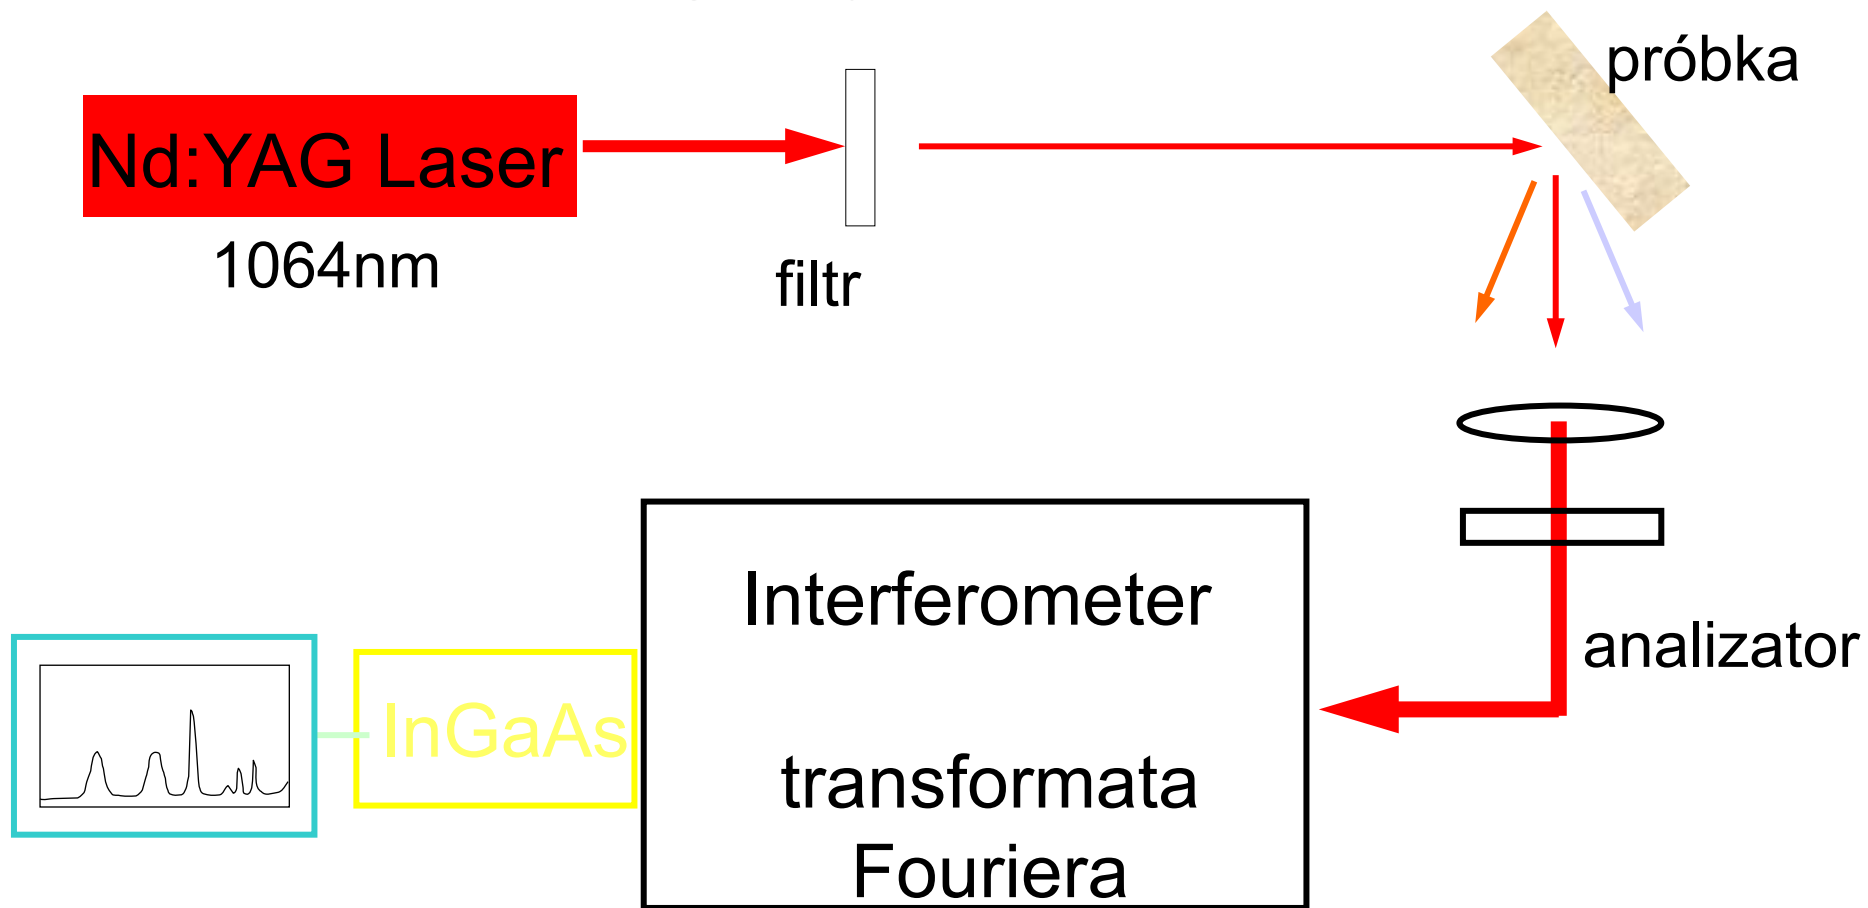 próbka
Nd:YAG Laser
1064nm
filtr
Interferometer
analizator
InGaAs
transformata
Fouriera